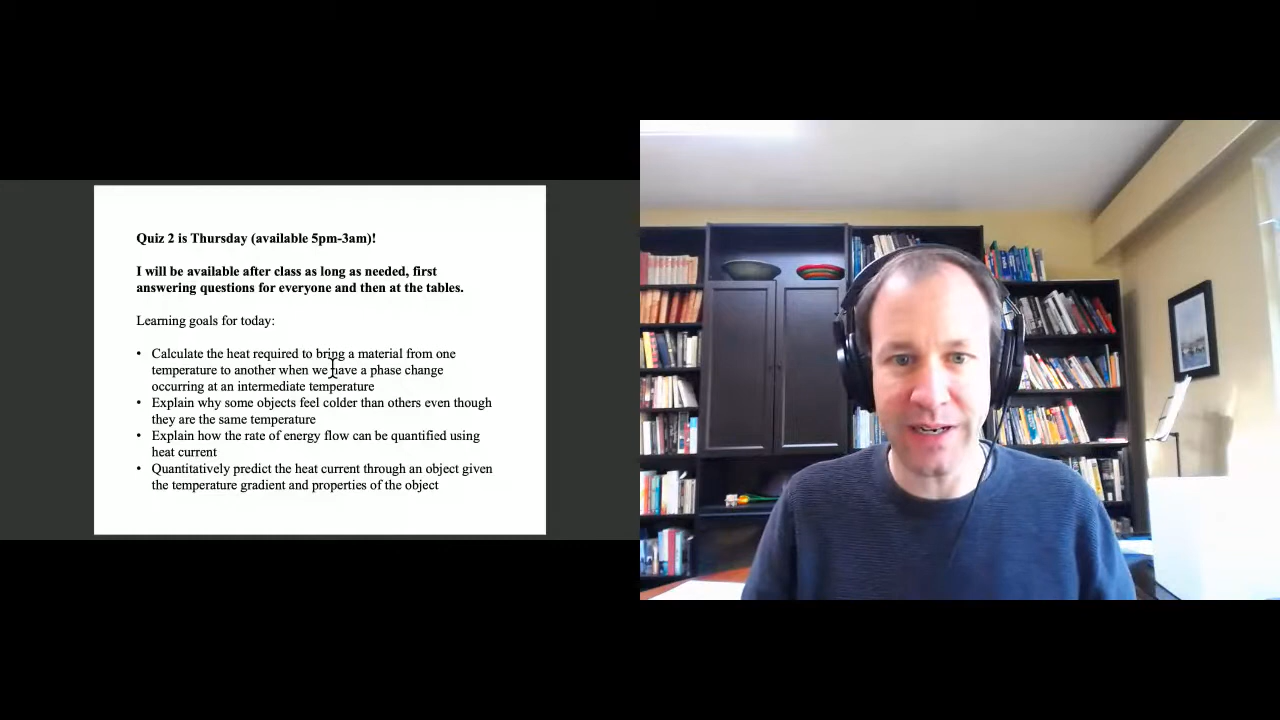 Quiz 2 is Thursday (available 5pm-3am)!
I will be available after class as long as needed, first
answering questions for everyone and then at the tables.
Learning goals for today:
• Calculate the heat required to bring a material from one
temperature to another when we have a phase change
occurring at an intermediate temperature
• Explain why some objects feel colder than others even though
they are the same temperature
• Explain how the rate of energy flow can be quantified using
heat current
• Quantitatively predict the heat current through an object given
the temperature gradient and properties of the object